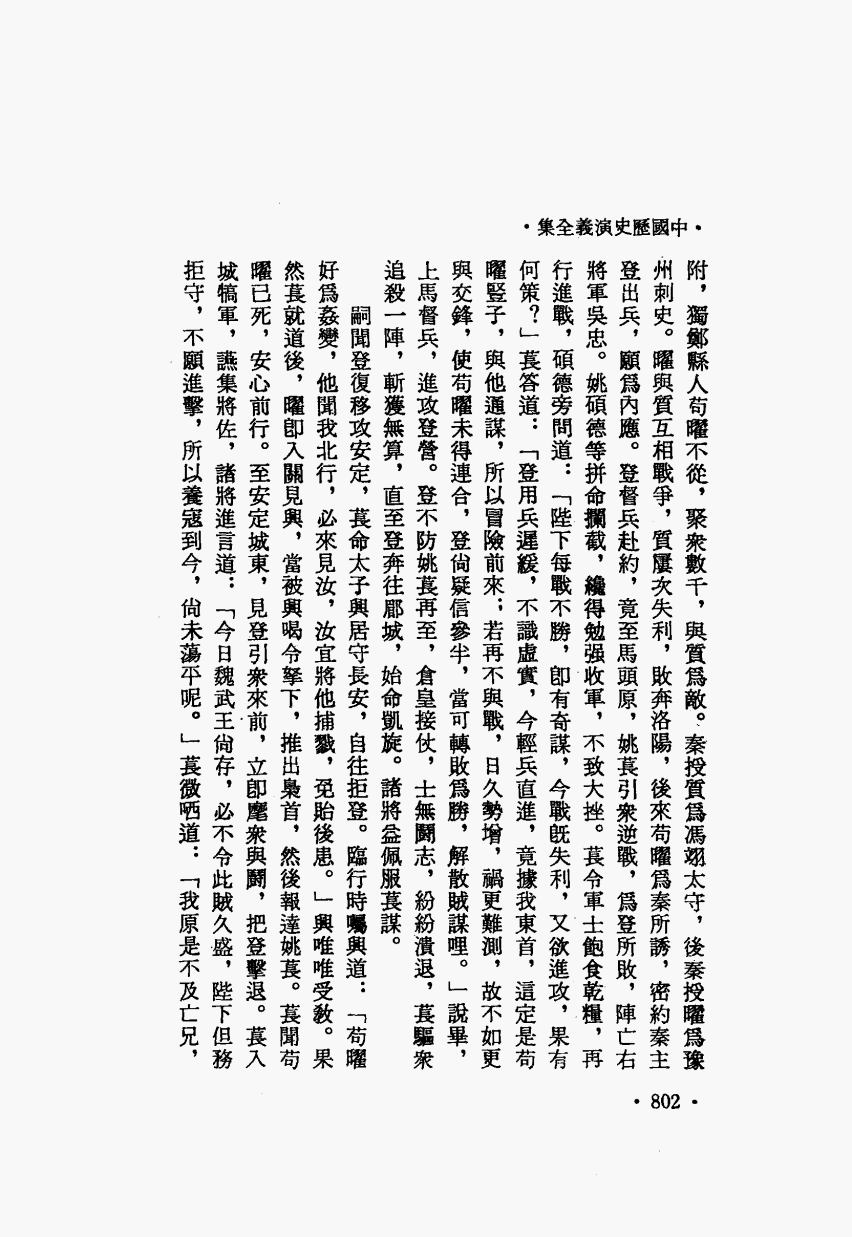 •中國歷史演義全集•
附，獨鄭縣人苟曜不從，聚衆數千，與質爲敵。秦授質爲馮翊太守，後秦授曜爲豫
州刺史。曜與質互相戰爭，質屢次失利，敗奔洛陽，後來苟曜爲秦所誘，密約秦主
登出兵，願爲內應。登督兵赴約，竟至馬頭原，姚萇引衆逆戰，爲登所敗，陣亡右
將軍吳忠。姚碩德等拼命攔截，纔得勉强收軍，不致大挫。萇令軍士飽食乾糧，再
行進戰，碩德旁問道：「陛下每戰不勝，卽有奇謀，今戰旣失利，又欲進攻，果有
何策？」萇答道：「登用兵遲緩，不識虛實，今輕兵直進，竟據我東首，這定是苟
曜豎子，與他通謀，所以冒險前來；若再不與戰，日久勢增，禍更難測，故不如更
與交鋒，使苟曜未得連合，登尙疑信參半，當可轉敗爲勝，解散賊謀哩。」說畢，
上馬督兵，進攻登營。登不防姚萇再至，倉皇接仗，士無鬭志，紛紛潰退，萇驅衆
追殺一陣，斬獲無算，直至登奔往郿城，始命凱旋。諸將益佩服萇謀。
嗣聞登復移攻安定，萇命太子興居守長安，自往拒登。臨行時囑興道：「苟曜
好爲姦變，他聞我北行，必來見汝，汝宜將他捕戮，免貽後患。」興唯唯受敎。果
然萇就道後，曜卽入關見興，當被興喝令拏下，推出梟首，然後報達姚萇。萇聞苟
曜已死，安心前行。至安定城東，見登引衆來前，立卽麾衆與鬭，把登擊退。萇入
城犒軍，讌集將佐，諸將進言道：「今日魏武王尙存，必不令此賊久盛，陛下但務
拒守，不願進擊，所以養寇到今，尙未蕩平呢。」萇微哂道：「我原是不及亡兄，
•802•